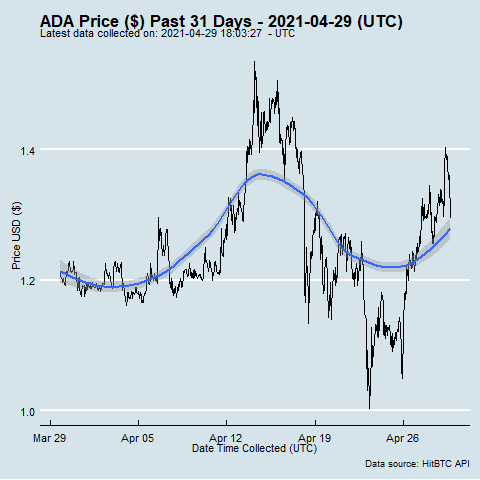 ADA Price ($) Past 31 Days - 2021-04-29 (UTC)
Latest data collected on: 2021-04-29 18:03:27  - UTC
Price USD ($)
1.4
1.2
1.0
Mar 29 Apr 05 Apr 12 Apr 19 Apr 26
Date Time Collected (UTC)
Data source: HitBTC API